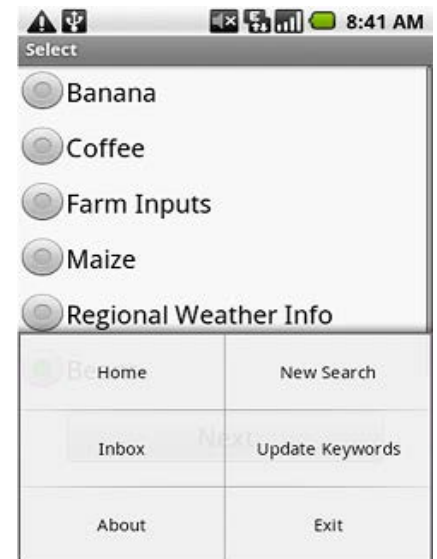 8:41 AM
Select
Banana
Coffee
Farm Inputs
Maize
Regional Weather Info
Home New Search
Next
Inbox Update Keywords
About Exit